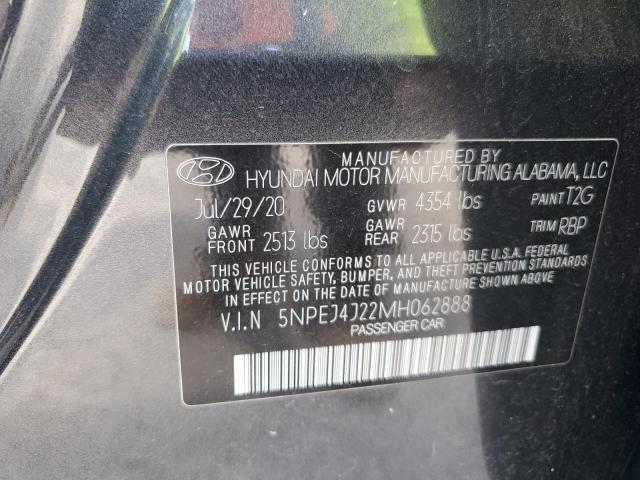 MANUFACTURED BY
HYUNDAI MOTOR MANUFACTURING ALABAMA, LLC
Jul/29/20 GVWR 4354 lbs PAINT T2G
GAWR FRONT 2513 lbs GAWR REAR 2315 lbs TRIM RBP
THIS VEHICLE CONFORMS TO ALL APPLICABLE U.S.A. FEDERAL
MOTOR VEHICLE SAFETY, BUMPER, AND THEFT PREVENTION STANDARDS
IN EFFECT ON THE DATE OF MANUFACTURE SHOWN ABOVE.
V.I.N 5NPEJ4J22MH062888
PASSENGER CAR